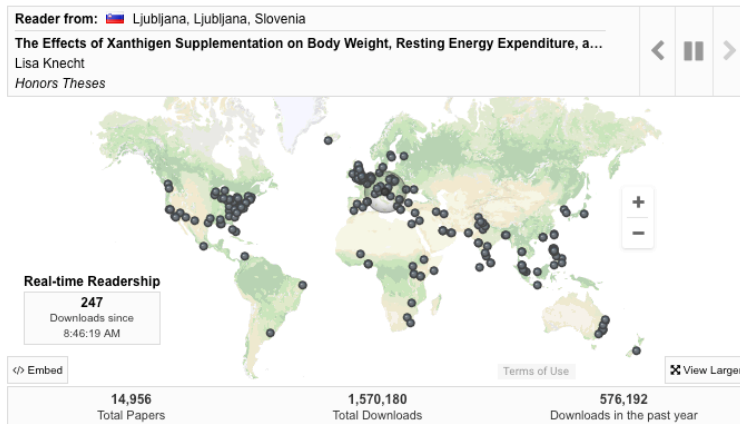 Reader from: Ljubljana, Ljubljana, Slovenia
The Effects of Xanthigen Supplementation on Body Weight, Resting Energy Expenditure, a...
Lisa Knecht
Honors Theses
+
−
Real-time Readership
247
Downloads since
8:46:19 AM
</> Embed
Terms of Use
View Larger
14,956
Total Papers
1,570,180
Total Downloads
576,192
Downloads in the past year